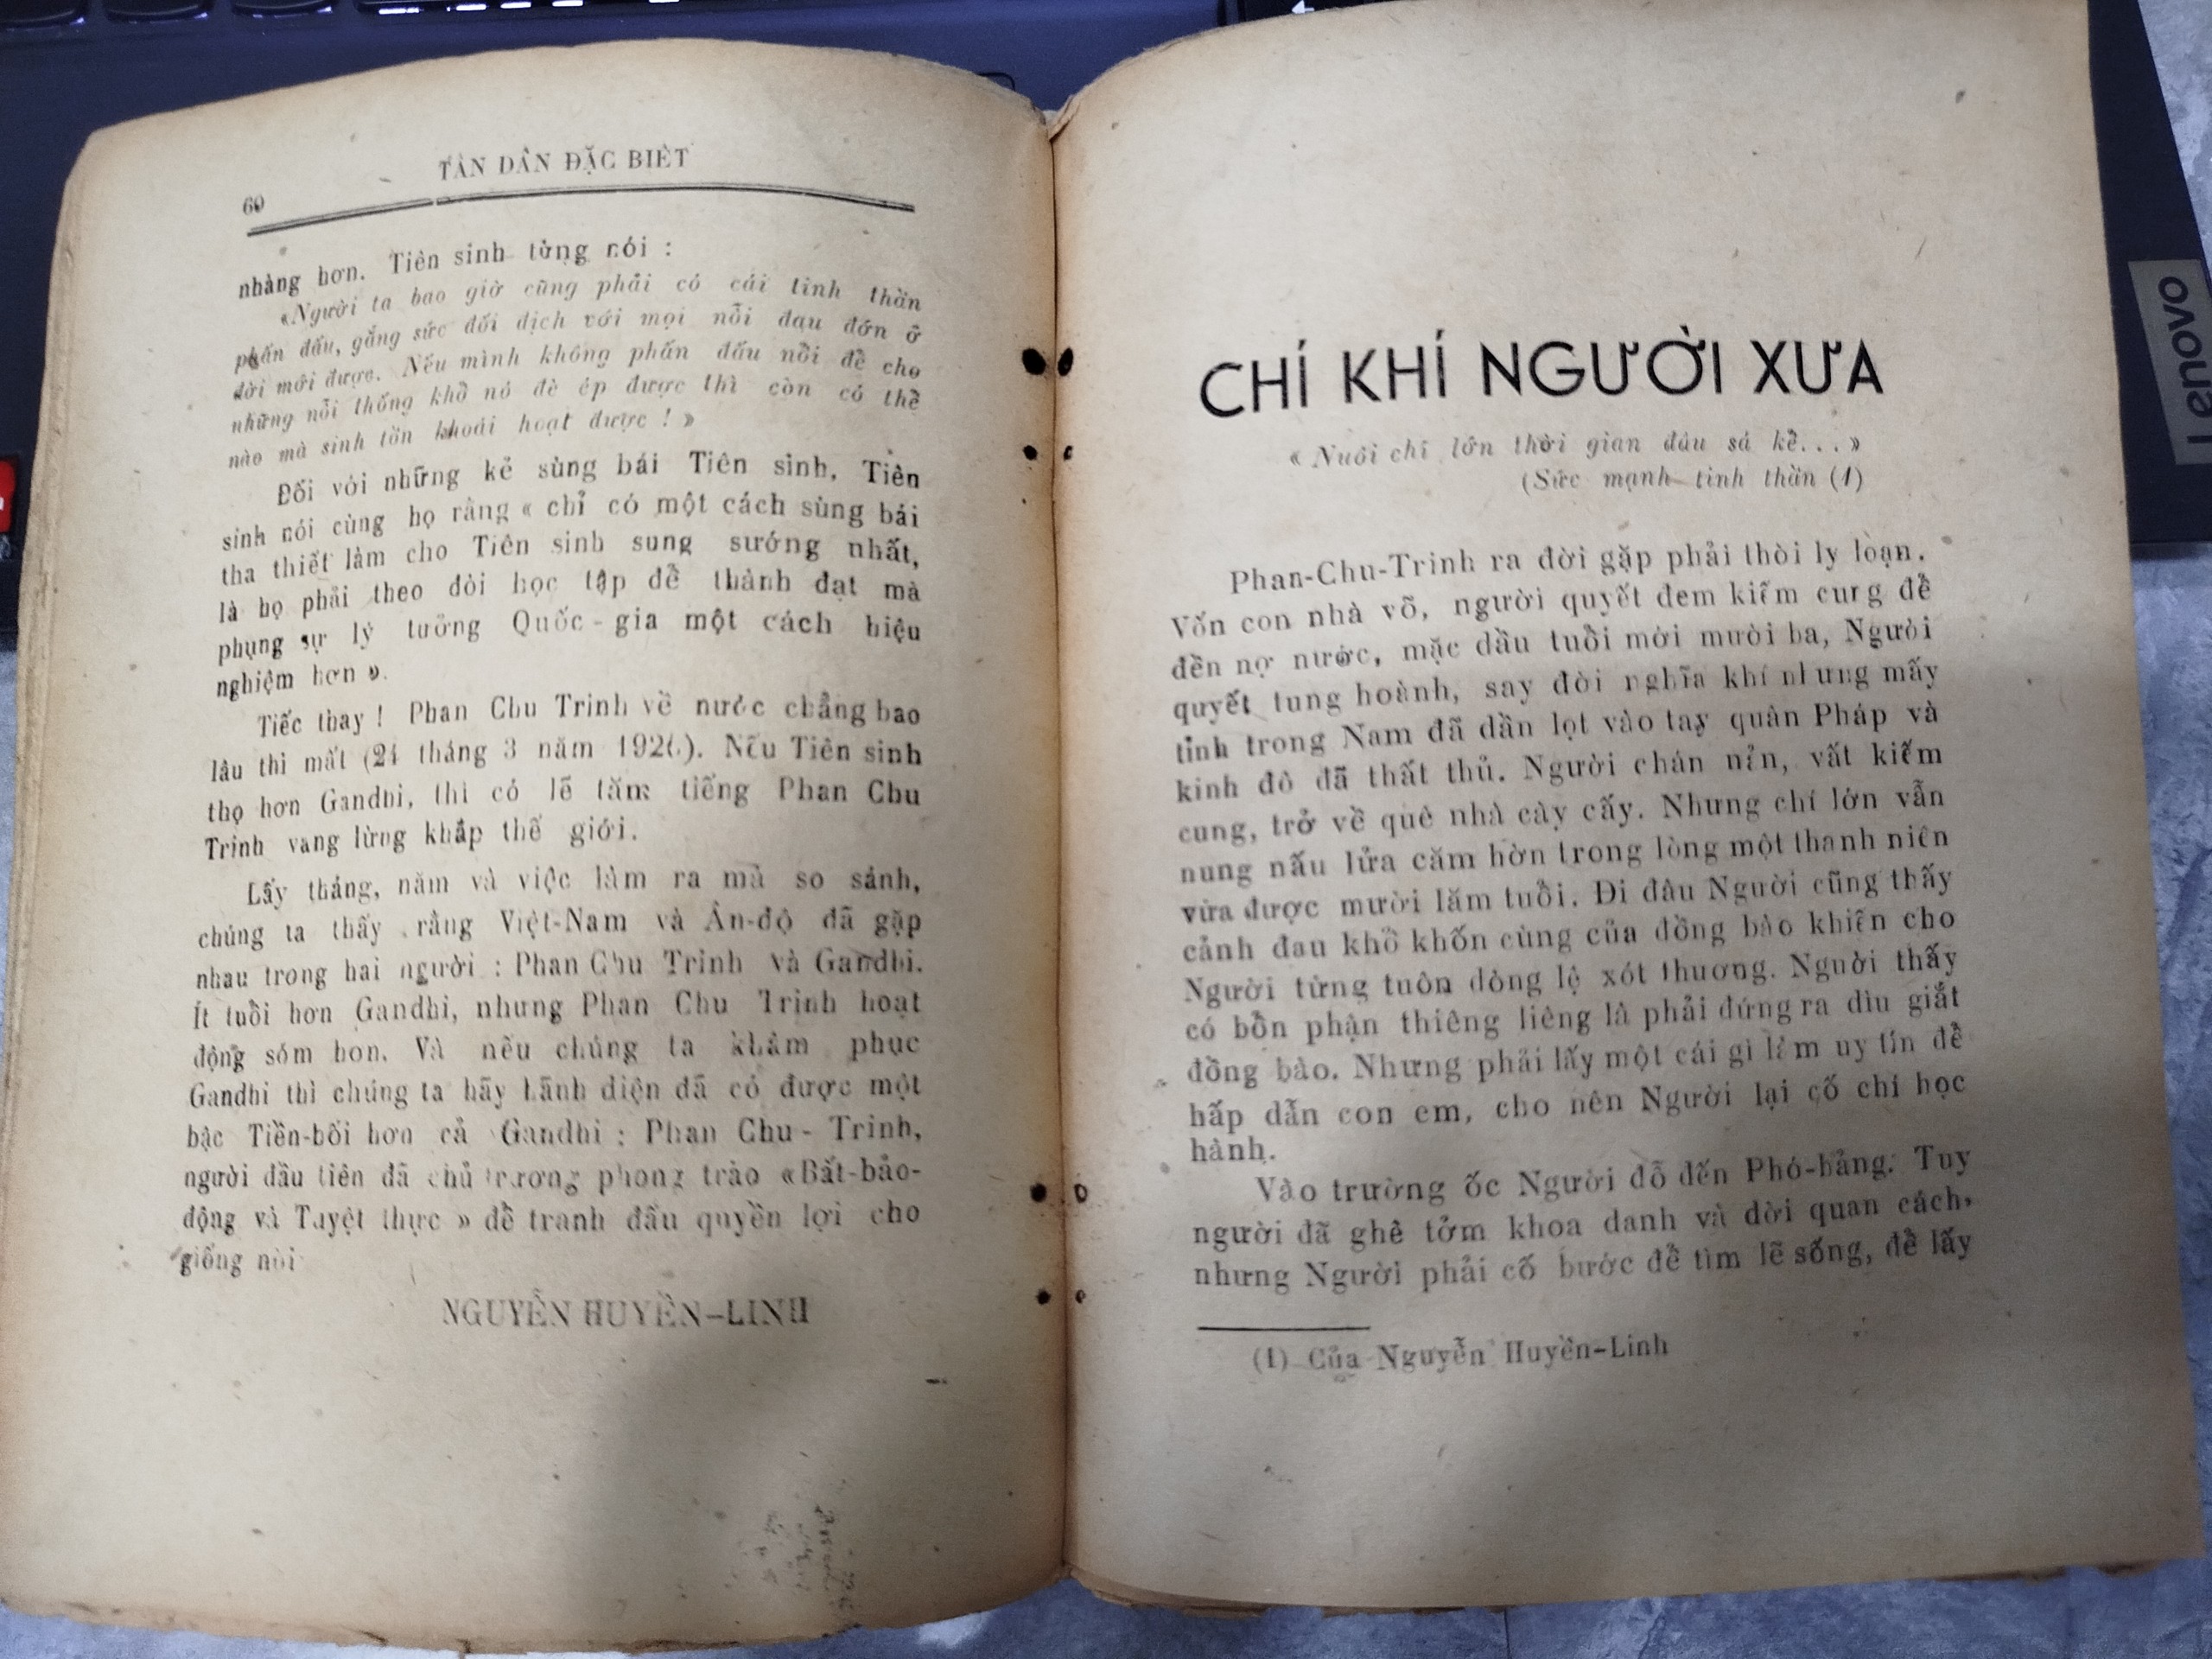 TÂN DÂN ĐẶC BIỆT
60
nhàng hơn. Tiên sinh từng nói :
«Người ta bao giờ cũng phải có cái tinh thần
phấn đấu, gắng sức đối địch với mọi nỗi đau đớn ở
đời mới được. Nếu mình không phấn đấu nồi để cho
những nỗi thống khổ nó đè ép được thì còn có thể
nào mà sinh tồn khoái hoạt được ! »
Đối với những kẻ sùng bái Tiên sinh, Tiên
sinh nói cùng họ rằng « chỉ có một cách sùng bái
tha thiết làm cho Tiên sinh sung sướng nhất,
là họ phải theo đòi học tập để thành đạt mà
phụng sự lý tưởng Quốc - gia một cách hiệu
nghiệm hơn ».
Tiếc thay ! Phan Chu Trinh về nước chẳng bao
lâu thì mất (24 tháng 3 năm 1926). Nếu Tiên sinh
thọ hơn Gandhi, thì có lẽ tăm tiếng Phan Chu
Trinh vang lừng khắp thế giới.
Lấy tháng, năm và việc làm ra mà so sánh,
chúng ta thấy rằng Việt-Nam và Ấn-độ đã gặp
nhau trong hai người : Phan Chu Trinh và Gandhi.
Ít tuổi hơn Gandhi, nhưng Phan Chu Trinh hoạt
động sớm hơn. Và nếu chúng ta khâm phục
Gandhi thì chúng ta hãy hãnh diện đã có được một
bậc Tiền-bối hơn cả Gandhi : Phan Chu - Trinh,
người đầu tiên đã chủ trương phong trào «Bất-bảo-
động và Tuyệt thực » để tranh đấu quyền lợi cho
giống nòi
NGUYỄN HUYỀN-LINH
CHÍ KHÍ NGƯỜI XƯA
« Nuôi chí lớn thời gian đâu sá kề... »
(Sức mạnh tinh thần (1)
Phan-Chu-Trinh ra đời gặp phải thời ly loạn.
Vốn con nhà võ, người quyết đem kiếm cung để
đền nợ nước, mặc dầu tuổi mới mười ba, Người
quyết tung hoành, say đời nghĩa khí nhưng mấy
tỉnh trong Nam đã dần lọt vào tay quân Pháp và
kinh đô đã thất thủ. Người chán nản, vất kiếm
cung, trở về quê nhà cày cấy. Nhưng chí lớn vẫn
nung nấu lửa căm hờn trong lòng một thanh niên
vừa được mười lăm tuổi. Đi đâu Người cũng thấy
cảnh đau khổ khốn cùng của đồng bào khiến cho
Người từng tuôn dòng lệ xót thương. Người thấy
có bổn phận thiêng liêng là phải đứng ra dìu giắt
đồng bào. Nhưng phải lấy một cái gì làm uy tín để
hấp dẫn con em, cho nên Người lại cố chí học
hành.
Vào trường ốc Người đỗ đến Phó-bảng. Tuy
người đã ghê tởm khoa danh và đời quan cách,
nhưng Người phải cố bước để tìm lẽ sống, để lấy
(1) Của Nguyễn Huyền-Linh
lenovo